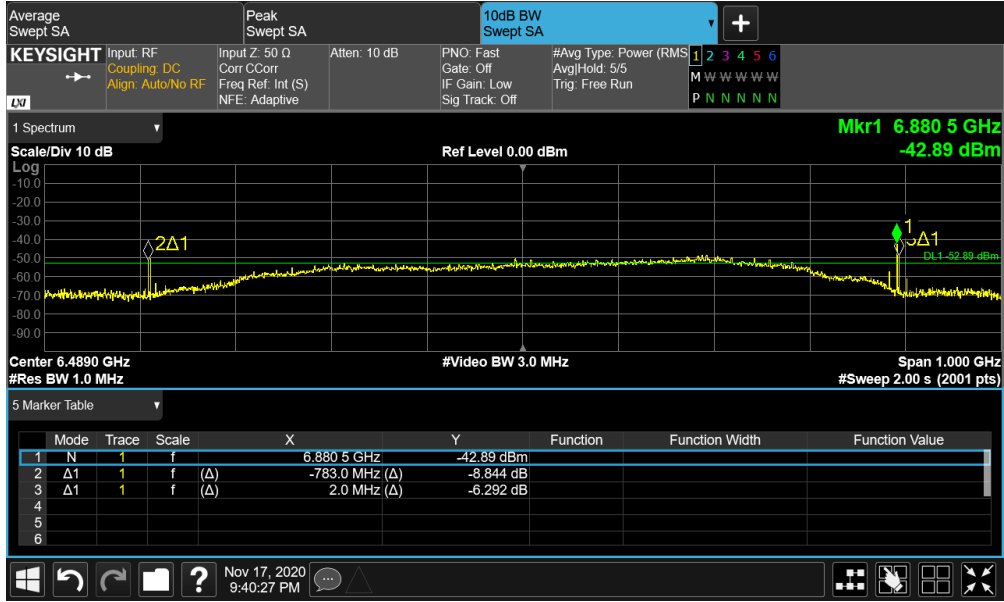 Average
Swept SA
Peak
Swept SA
10dB BW
Swept SA
KEYSIGHT
LXI
Input: RF
Coupling: DC
Align: Auto/No RF
Input Z: 50 Ω
Corr CCorr
Freq Ref: Int (S)
NFE: Adaptive
Atten: 10 dB
PNO: Fast
Gate: Off
IF Gain: Low
Sig Track: Off
#Avg Type: Power (RMS
Avg|Hold: 5/5
Trig: Free Run
1 2 3 4 5 6
M W W W W W
P N N N N N
1 Spectrum
Mkr1 6.880 5 GHz
Scale/Div 10 dB
Ref Level 0.00 dBm
-42.89 dBm
Log
-10.0
-20.0
-30.0
1
-40.0
2Δ1
3Δ1
-50.0
DL1 -52.89 dBm
-60.0
-70.0
-80.0
-90.0
Center 6.4890 GHz
#Video BW 3.0 MHz
Span 1.000 GHz
#Res BW 1.0 MHz
#Sweep 2.00 s (2001 pts)
5 Marker Table
Mode Trace Scale X Y Function Function Width Function Value
1 N 1 f 6.880 5 GHz -42.89 dBm
2 Δ1 1 f (Δ) -783.0 MHz (Δ) -8.844 dB
3 Δ1 1 f (Δ) 2.0 MHz (Δ) -6.292 dB
4
5
6
?
Nov 17, 2020
9:40:27 PM